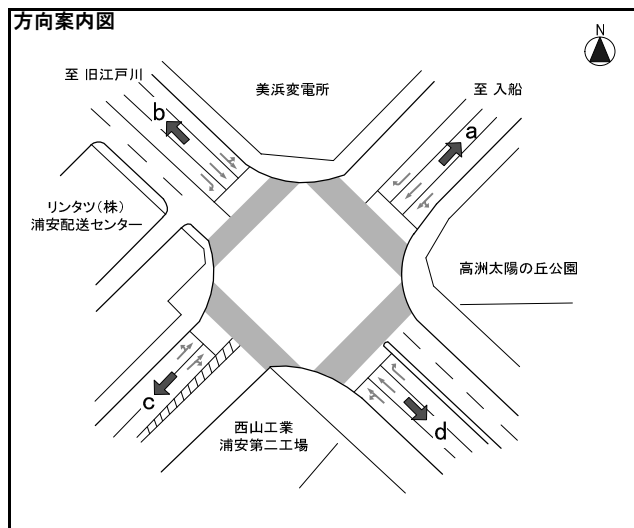 方向案内図
N
至 旧江戸川
美浜変電所
至 入船
b
a
リンタツ(株)
浦安配送センター
高洲太陽の丘公園
c
d
西山工業
浦安第二工場